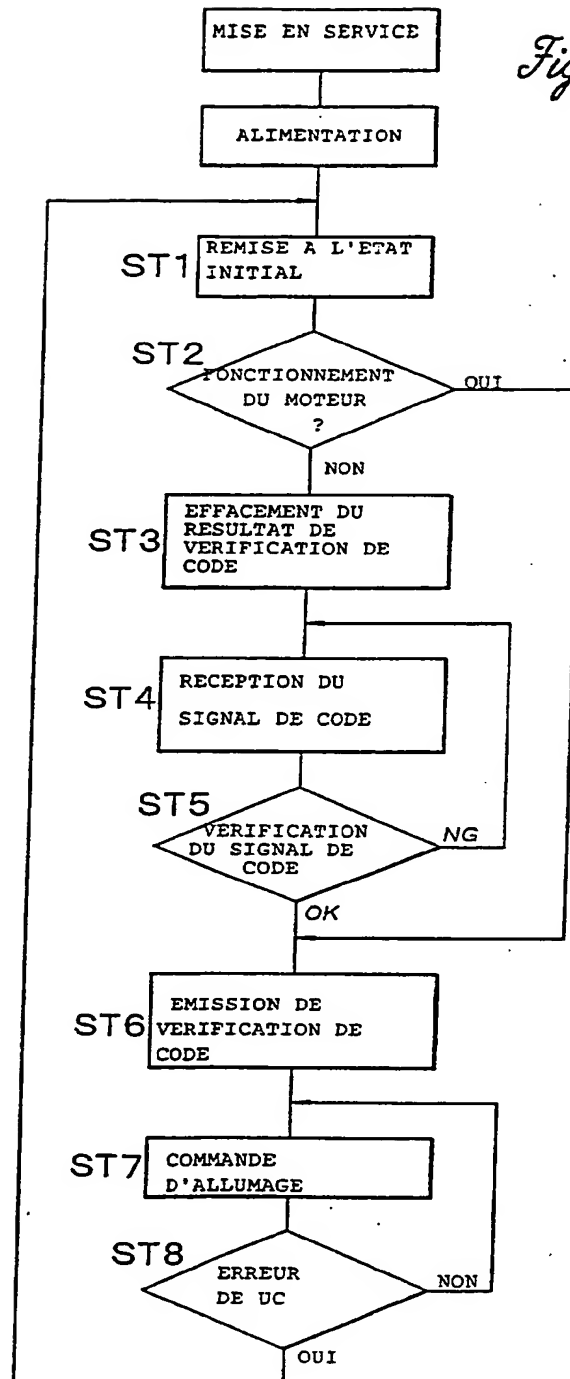 MISE EN SERVICE
Fig
ALIMENTATION
ST1
REMISE A L'ETAT
INITIAL
ST2
FONCTIONNEMENT
DU MOTEUR
?
OUI
NON
ST3
EFFACEMENT DU
RESULTAT DE
VERIFICATION DE
CODE
ST4
RECEPTION DU
SIGNAL DE CODE
ST5
VERIFICATION
DU SIGNAL DE
CODE
NG
OK
ST6
EMISSION DE
VERIFICATION DE
CODE
ST7
COMMANDE
D'ALLUMAGE
ST8
ERREUR
DE UC
NON
OUI